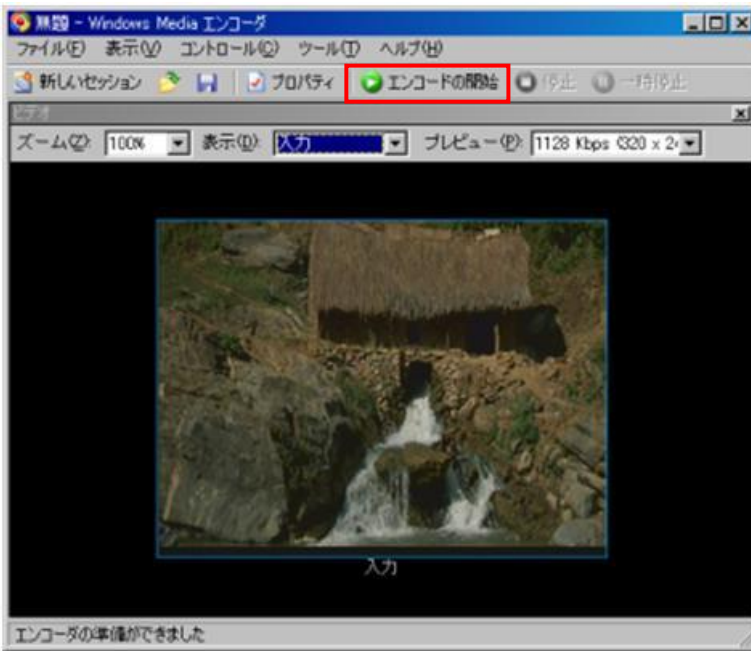 無題 - Windows Media エンコーダ
ファイル(F) 表示(V) コントロール(C) ツール(T) ヘルプ(H)
新しいセッション プロパティ エンコードの開始 停止 一時停止
ビデオ
ズーム(Z): 100% 表示(D): 入力 プレビュー(P): 1128 Kbps (320 x 24
入力
エンコーダの準備ができました